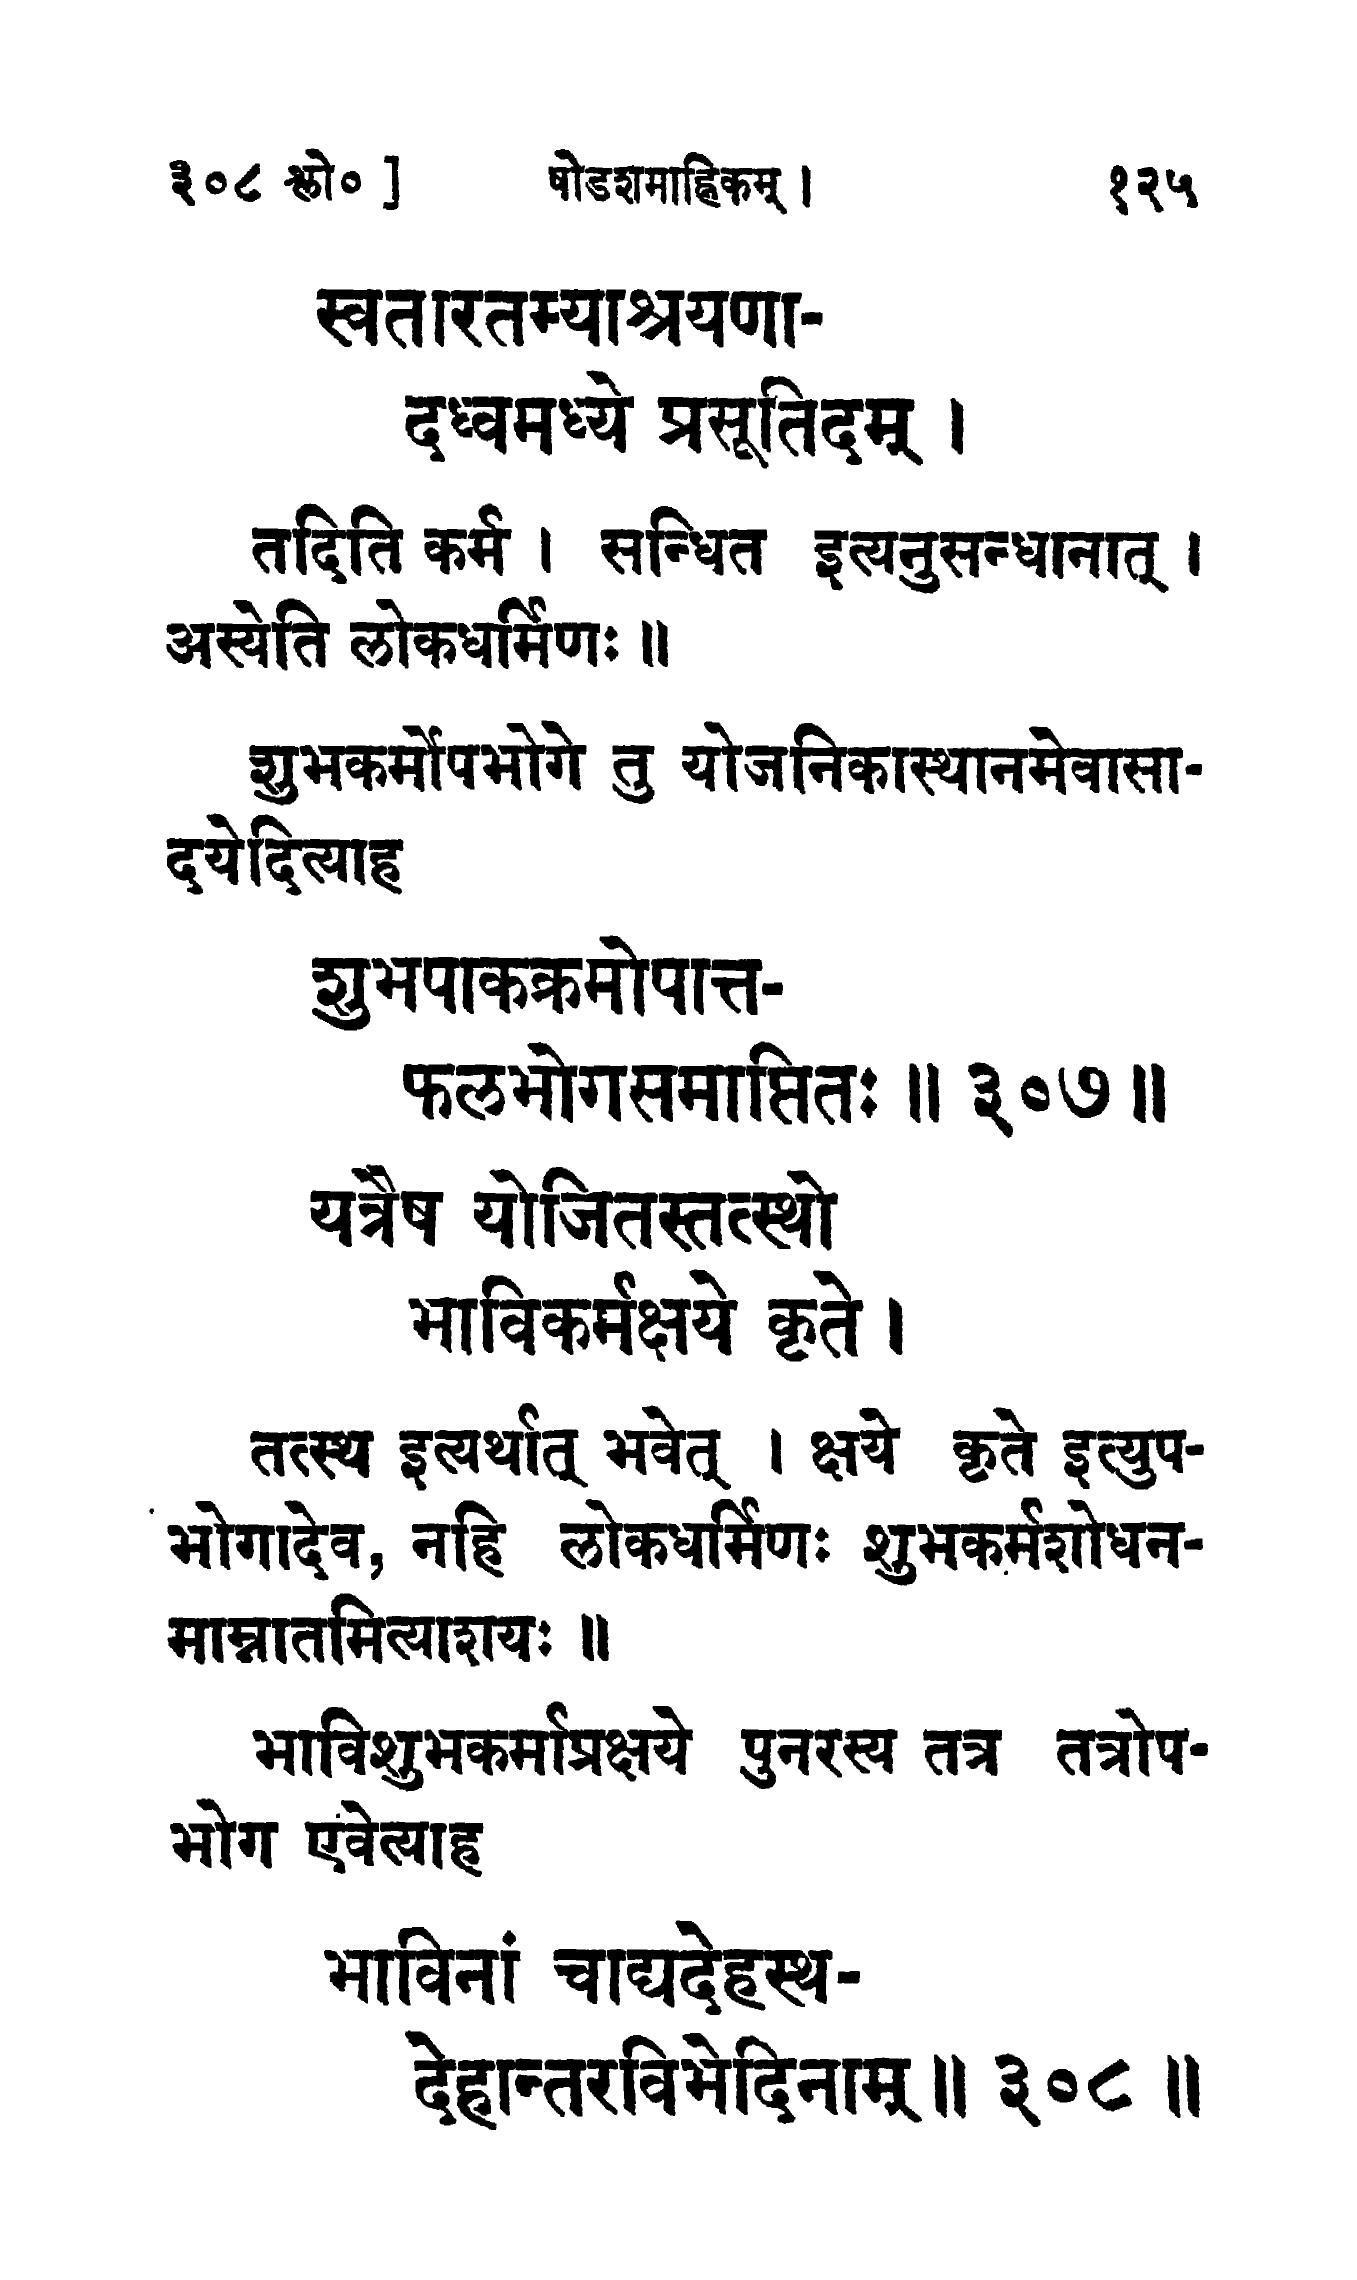 ३०८ श्लो० ] षोडशमाह्निकम् । १२५
स्वतारतम्याश्रयणा-
दध्वमध्ये प्रसूतिदम् ।
तदिति कर्म । सन्धित इत्यनुसन्धानात् ।
अस्येति लोकधर्मिणः ॥
शुभकर्मोपभोगे तु योजनिकास्थानमेवासा-
दयेदित्याह
शुभपाकक्रमोपात्त-
फलभोगसमाप्तितः ॥ ३०७ ॥
यत्रैष योजितस्तत्स्थो
भाविकर्मक्षये कृते ।
तत्स्थ इत्यर्थात् भवेत् । क्षये कृते इत्युप-
भोगादेव, नहि लोकधर्मिणः शुभकर्मशोधन-
माम्नातमित्याशयः ॥
भाविशुभकर्माप्रक्षये पुनरस्य तत्र तत्रोप-
भोग एवेत्याह
भाविनां चाद्यदेहस्थ-
देहान्तरविभेदिनाम् ॥ ३०८ ॥